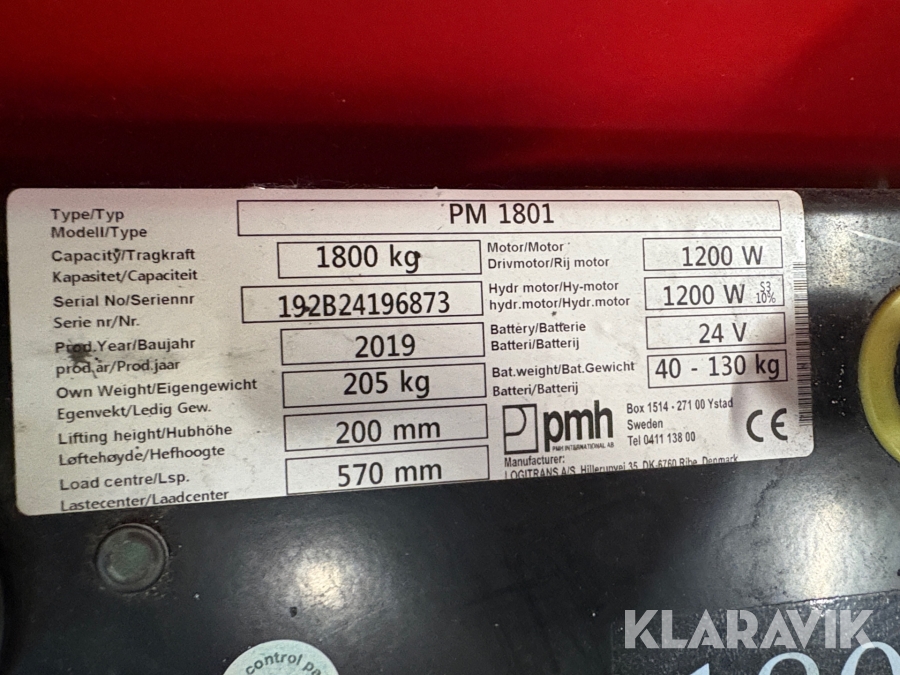 Type/Typ
Modell/Type
PM 1801
Capacity/Tragkraft
Kapasitet/Capaciteit
1800 kg
Serial No/Seriennr
Serie nr/Nr.
192B24196873
Prod.Year/Baujahr
prod.år/Prod.jaar
2019
Own Weight/Eigengewicht
Egenvekt/Ledig Gew.
205 kg
Lifting height/Hubhöhe
Løftehøyde/Hefhoogte
200 mm
Load centre/Lsp.
Lastecenter/Laadcenter
570 mm
Motor/Motor
Drivmotor/Rij motor
1200 W
Hydr motor/Hy-motor
hydr.motor/Hydr.motor
1200 W S3 10%
Battery/Batterie
Batteri/Batterij
24 V
Bat.weight/Bat.Gewicht
Batteri/Batterij
40 - 130 kg
pmh
PMH INTERNATIONAL AB
Box 1514 - 271 00 Ystad
Sweden
Tel 0411 138 00
CE
Manufacturer:
LOGITRANS A/S, Hillerupvej 35, DK-6760 Ribe, Denmark
control
KLARAVIK